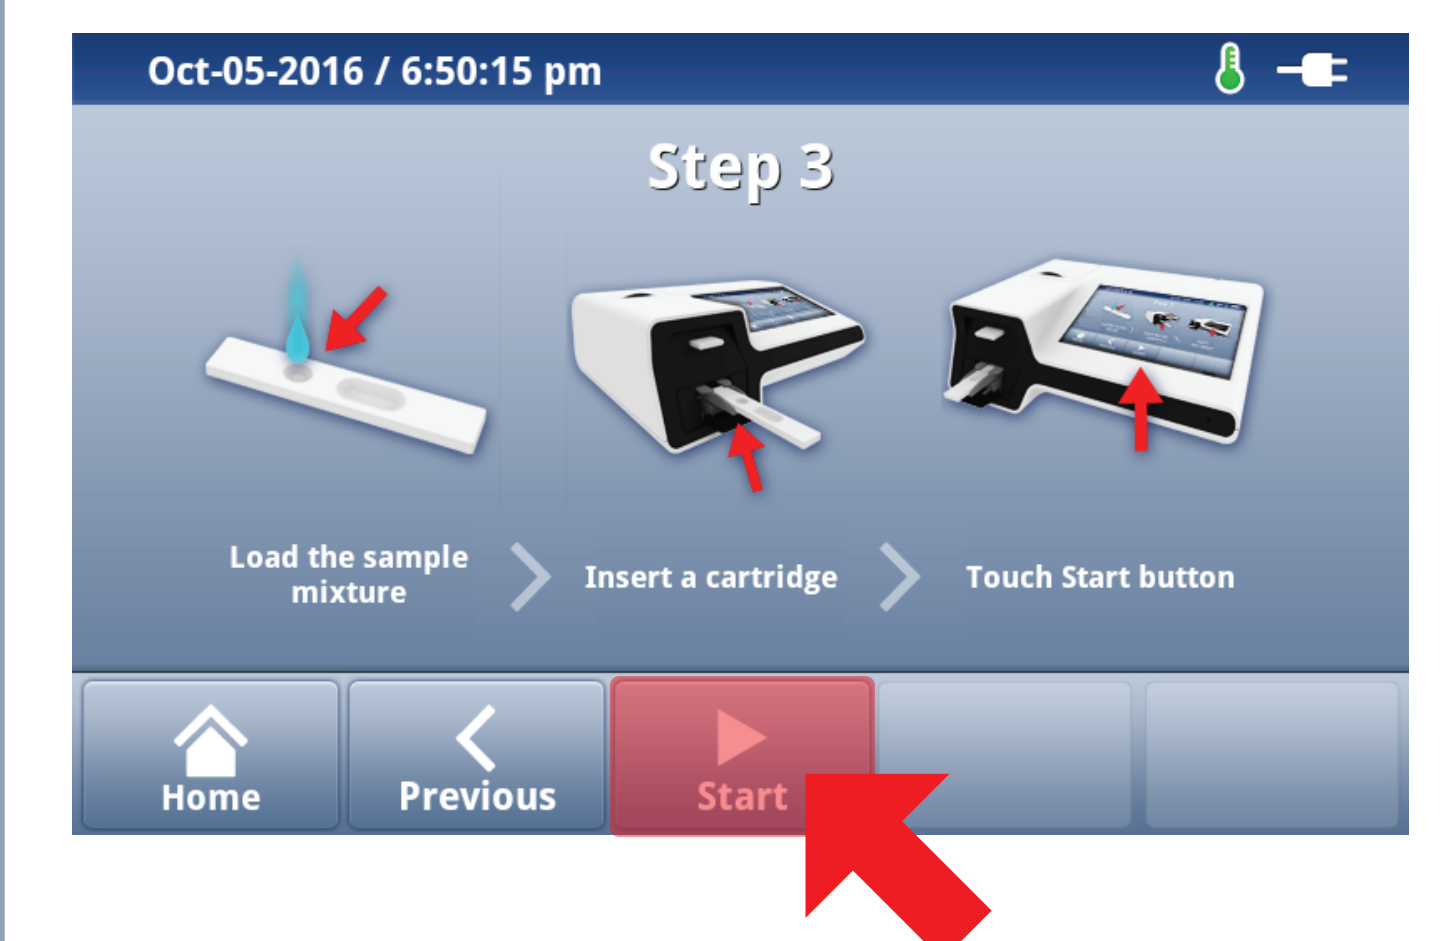 Oct-05-2016 / 6:50:15 pm
Step 3
Load the sample
mixture
Insert a cartridge
Touch Start button
Home
Previous
Start